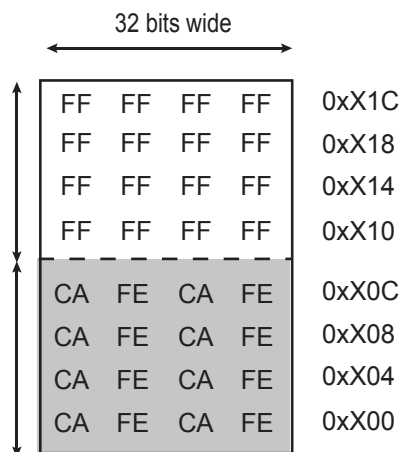 32 bits wide
FF FF FF FF 0xX1C
FF FF FF FF 0xX18
FF FF FF FF 0xX14
FF FF FF FF 0xX10
CA FE CA FE 0xX0C
CA FE CA FE 0xX08
CA FE CA FE 0xX04
CA FE CA FE 0xX00